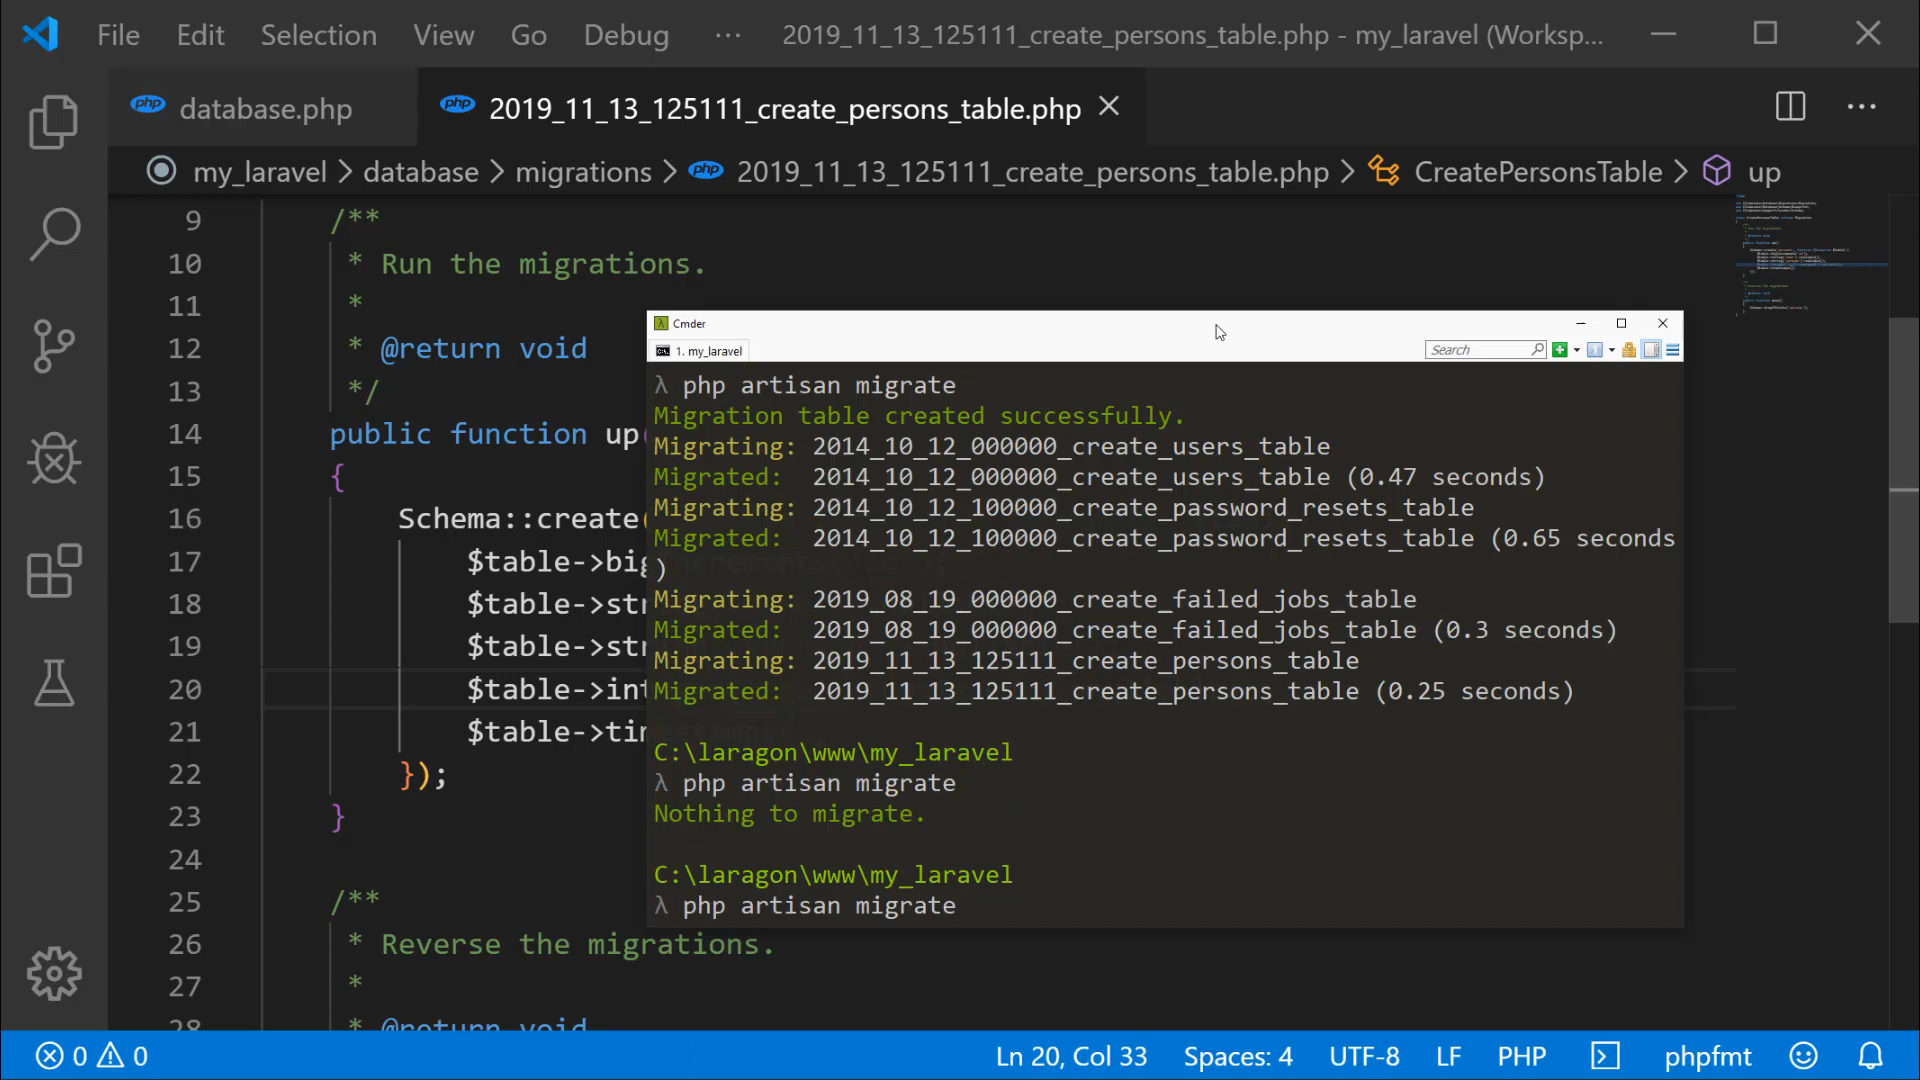 File Edit Selection View Go Debug ... 2019_11_13_125111_create_persons_table.php - my_laravel (Worksp...
php database.php php 2019_11_13_125111_create_persons_table.php
my_laravel > database > migrations > php 2019_11_13_125111_create_persons_table.php > CreatePersonsTable > up
9 /**
10 * Run the migrations.
11 *
12 * @return void
13 */
14 public function up(
15 {
16 Schema::create(
17 $table->big
18 $table->str
19 $table->str
20 $table->int
21 $table->tim
22 });
23 }
24
25 /**
26 * Reverse the migrations.
27 *
28 * @return void
Cmder
1. my_laravel Search
λ php artisan migrate
Migration table created successfully.
Migrating: 2014_10_12_000000_create_users_table
Migrated: 2014_10_12_000000_create_users_table (0.47 seconds)
Migrating: 2014_10_12_100000_create_password_resets_table
Migrated: 2014_10_12_100000_create_password_resets_table (0.65 seconds
)
Migrating: 2019_08_19_000000_create_failed_jobs_table
Migrated: 2019_08_19_000000_create_failed_jobs_table (0.3 seconds)
Migrating: 2019_11_13_125111_create_persons_table
Migrated: 2019_11_13_125111_create_persons_table (0.25 seconds)
C:\laragon\www\my_laravel
λ php artisan migrate
Nothing to migrate.
C:\laragon\www\my_laravel
λ php artisan migrate
0 0 Ln 20, Col 33 Spaces: 4 UTF-8 LF PHP phpfmt